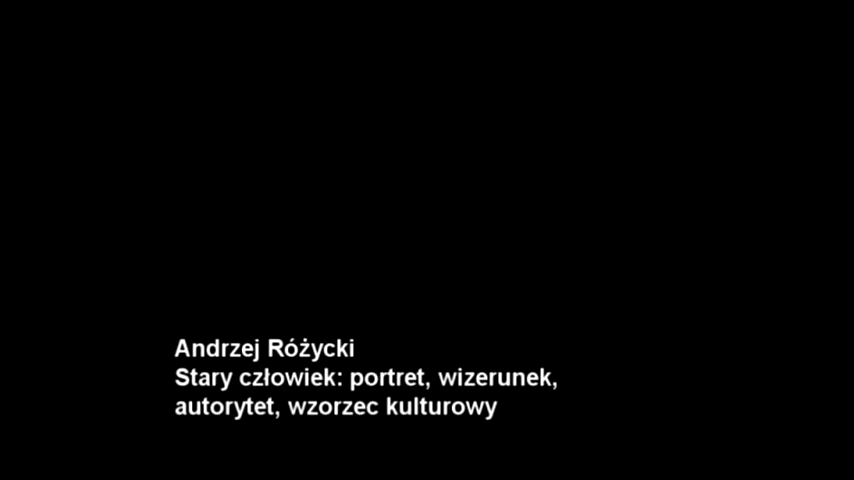 Andrzej Różycki
Stary człowiek: portret, wizerunek,
autorytet, wzorzec kulturowy